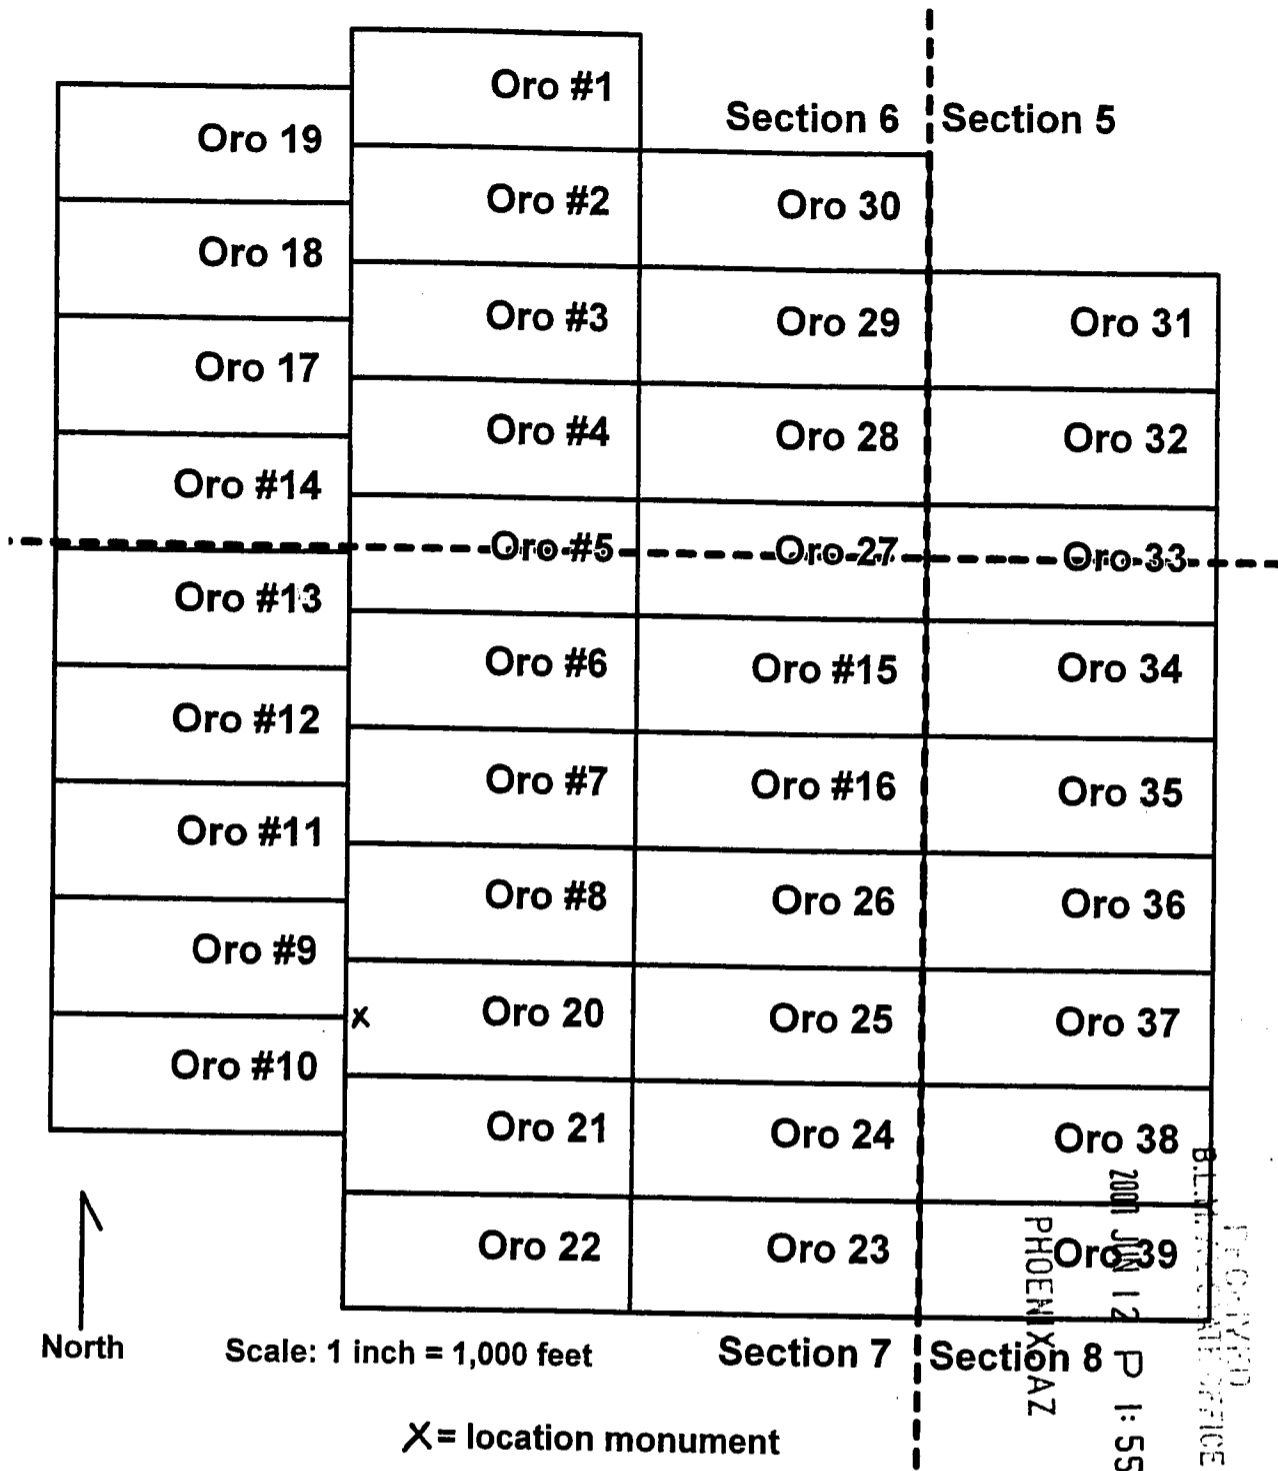 Oro #1
Section 6 Section 5
Oro 19
Oro #2 Oro 30
Oro 18
Oro #3 Oro 29 Oro 31
Oro 17
Oro #4 Oro 28 Oro 32
Oro #14
Oro #5 Oro 27 Oro 33
Oro #13
Oro #6 Oro #15 Oro 34
Oro #12
Oro #7 Oro #16 Oro 35
Oro #11
Oro #8 Oro 26 Oro 36
Oro #9
X Oro 20 Oro 25 Oro 37
Oro #10
Oro 21 Oro 24 Oro 38
Oro 22 Oro 23 Oro 39
North
Scale: 1 inch = 1,000 feet
Section 7 Section 8
X = location monument
2001 JUN 12 P 1:55
PHOENIX AZ